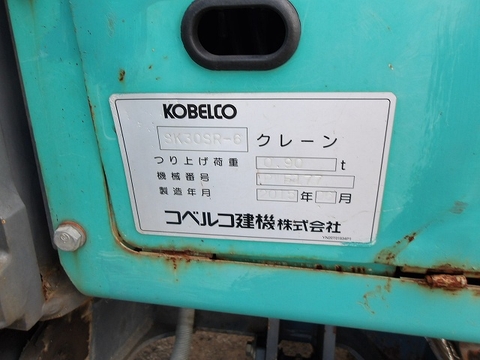 KOBELCO
SK30SR-6 クレーン
つり上げ荷重 0.90 t
機械番号
製造年月 年 月
コベルコ建機株式会社